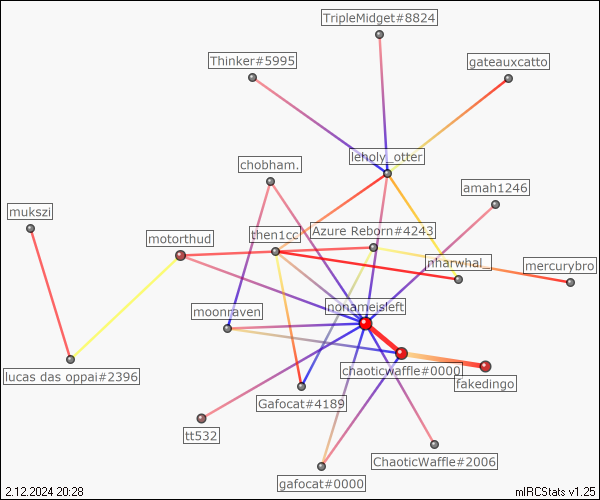 TripleMidget#8824
Thinker#5995
gateauxcatto
leholy_otter
chobham.
amah1246
mukszi
Azure Reborn#4243
then1cc
motorthud
nharwhal_
mercurybro
nonameisleft
moonraven
chaoticwaffle#0000
lucas das oppai#2396
fakedingo
Gafocat#4189
tt532
ChaoticWaffle#2006
gafocat#0000
2.12.2024 20:28
mIRCStats v1.25